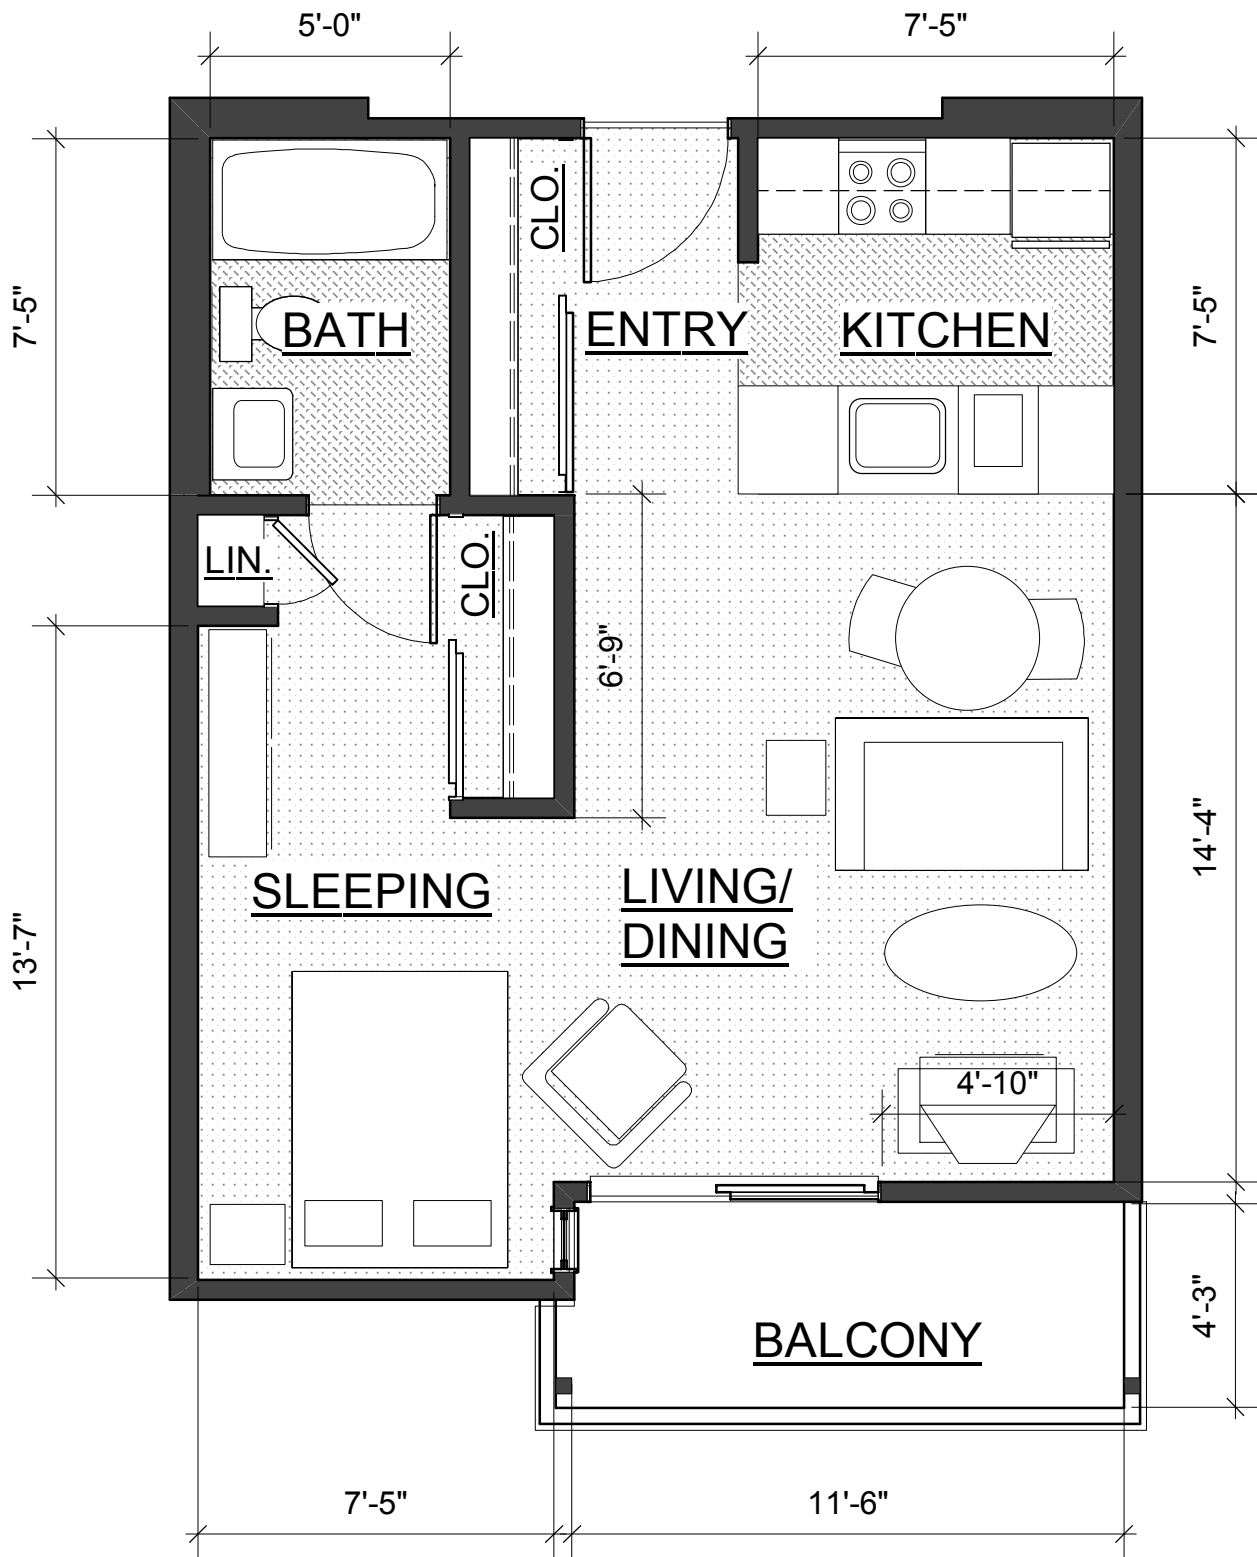 5'-0"
7'-5"
CLO.
7'-5"
BATH
ENTRY
KITCHEN
7'-5"
LIN.
CLO.
6'-9"
14'-4"
SLEEPING
LIVING/
DINING
13'-7"
4'-10"
4'-3"
BALCONY
7'-5"
11'-6"